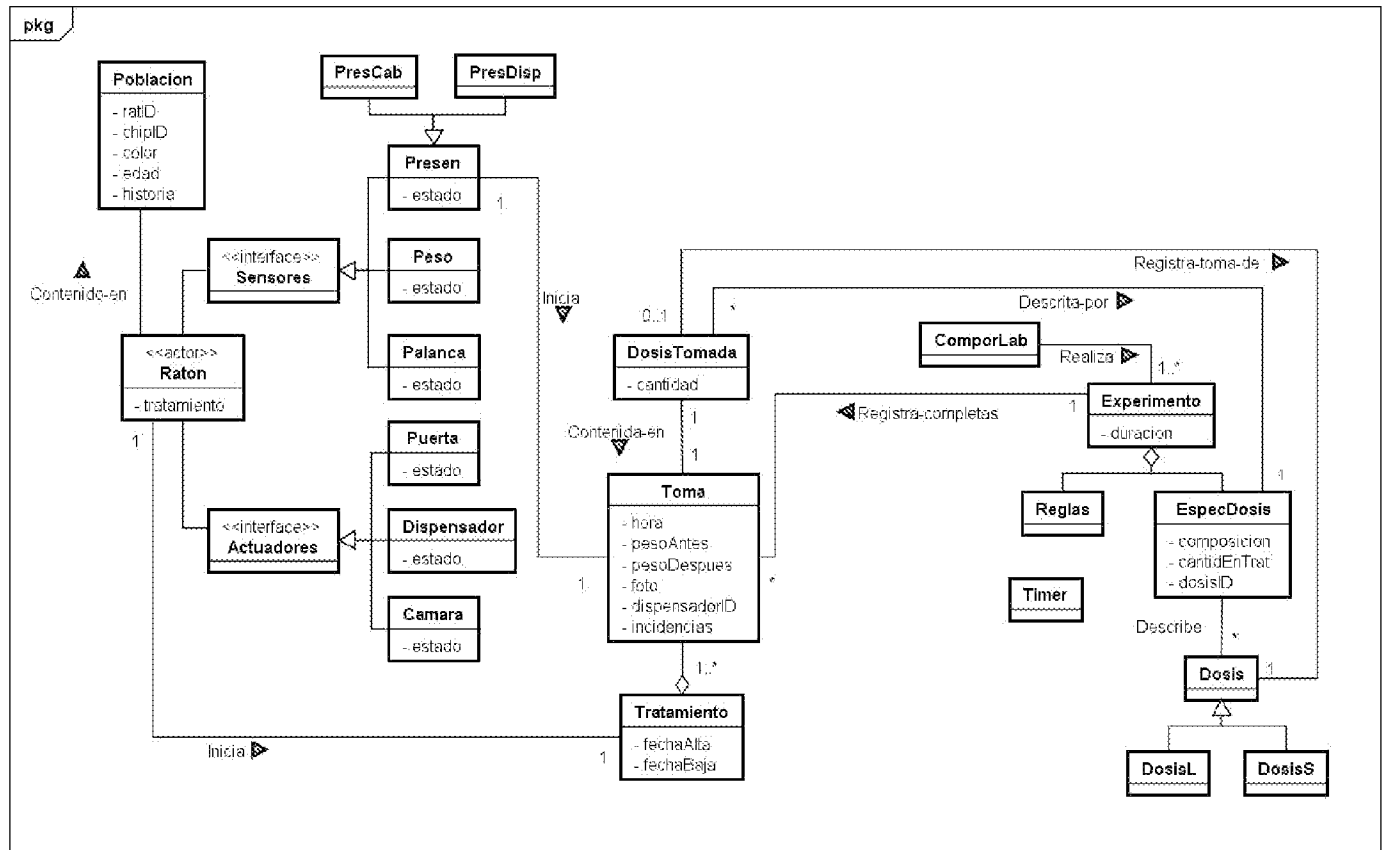 pkg
PresCab
PresDisp
Poblacion
- ratID
- chipID
- color
- edad
- historia
Presen
- estado
1
<<interface>>
Sensores
Peso
- estado
Contenido-en
Inicia
Registra-toma-de
Descrita-por
0..1
*
<<actor>>
Raton
- tratamiento
1
Palanca
- estado
DosisTomada
- cantidad
ComporLab
Realiza
1..*
Experimento
- duracion
1
Registra-completas
Puerta
- estado
Contenida-en
1
1
Toma
- hora
- pesoAntes
- pesoDespues
- foto
- dispensadorID
- incidencias
1
*
<<interface>>
Actuadores
Dispensador
- estado
Camara
- estado
Reglas
1
EspecDosis
- composicion
- cantidEnTrat
- dosisID
Timer
Describe
*
Dosis
1
1..*
Tratamiento
- fechaAlta
- fechaBaja
Inicia
1
DosisL
DosisS